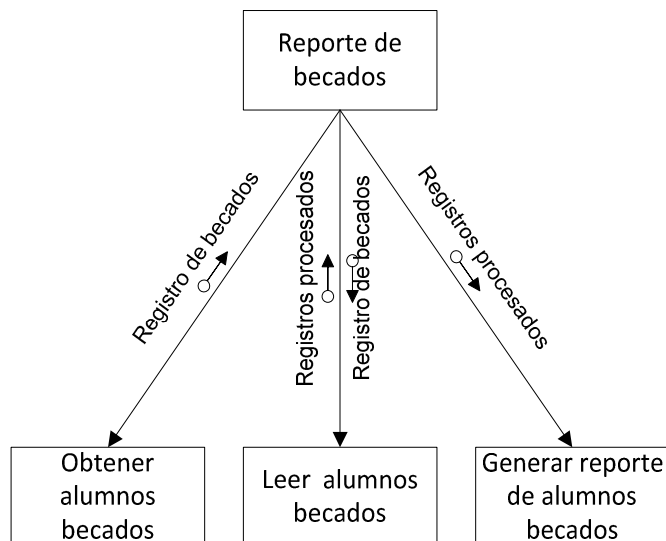 Reporte de
becados
Registro de becados
Registros procesados
Registro de becados
Registros procesados
Obtener
alumnos
becados
Leer alumnos
becados
Generar reporte
de alumnos
becados